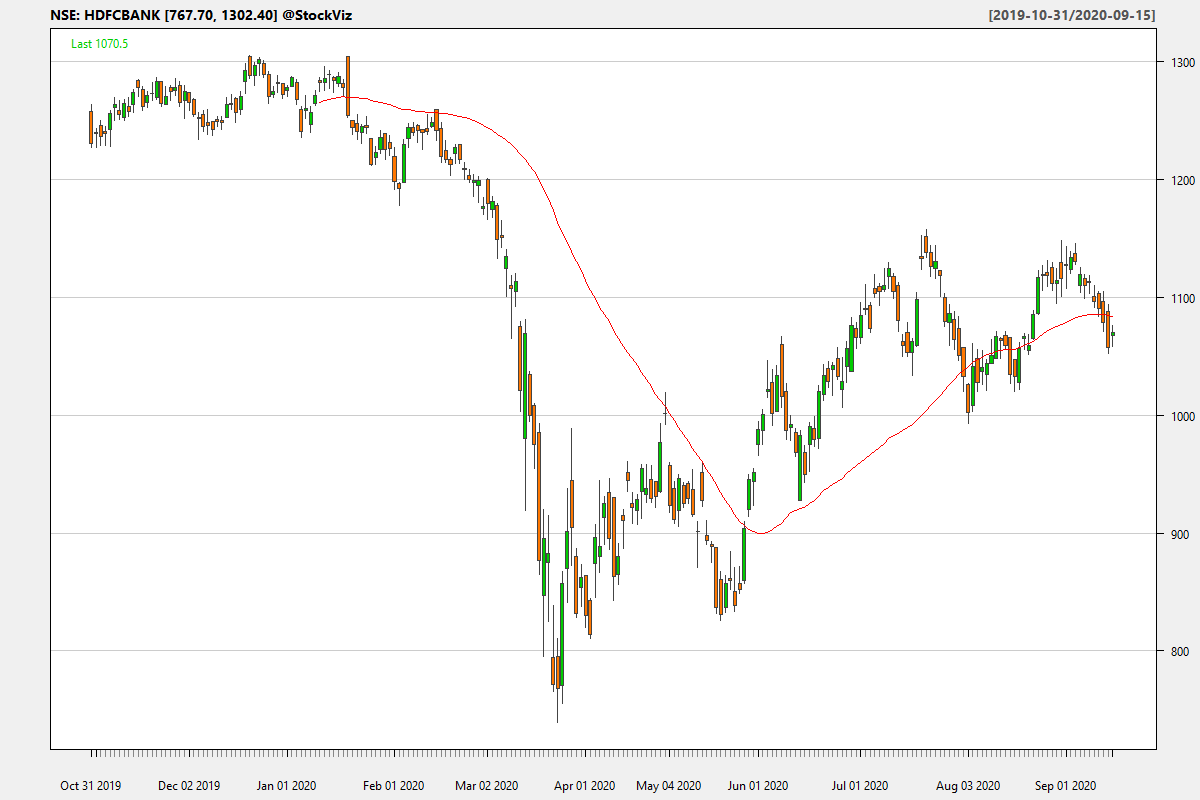 NSE: HDFCBANK [767.70, 1302.40] @StockViz
[2019-10-31/2020-09-15]
Last 1070.5
1300
1200
1100
1000
900
800
Oct 31 2019
Dec 02 2019
Jan 01 2020
Feb 01 2020
Mar 02 2020
Apr 01 2020
May 04 2020
Jun 01 2020
Jul 01 2020
Aug 03 2020
Sep 01 2020